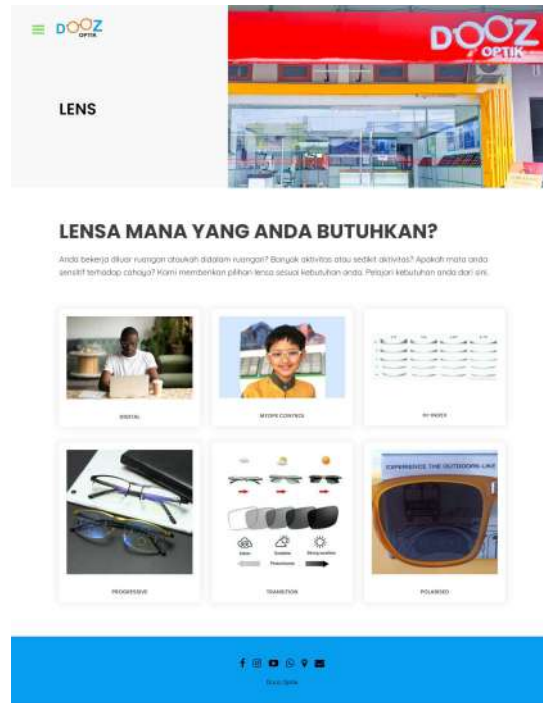 DOOZ
OPTIK
DOOZ
OPTIK
LENS
LENSA MANA YANG ANDA BUTUHKAN?
Anda bekerja diluar ruangan ataukah didalam ruangan? Banyak aktivitas atau sedikit aktivitas? Apakah mata anda
sensitif terhadap cahaya? Kami memberikan pilihan lensa sesuai kebutuhan anda. Pelajari kebutuhan anda dari sini.
DIGITAL
MYOPIA CONTROL
HI-INDEX
EXPERIENCE THE OUTDOORS LIKE
PROGRESSIVE
TRANSITION
POLARISED